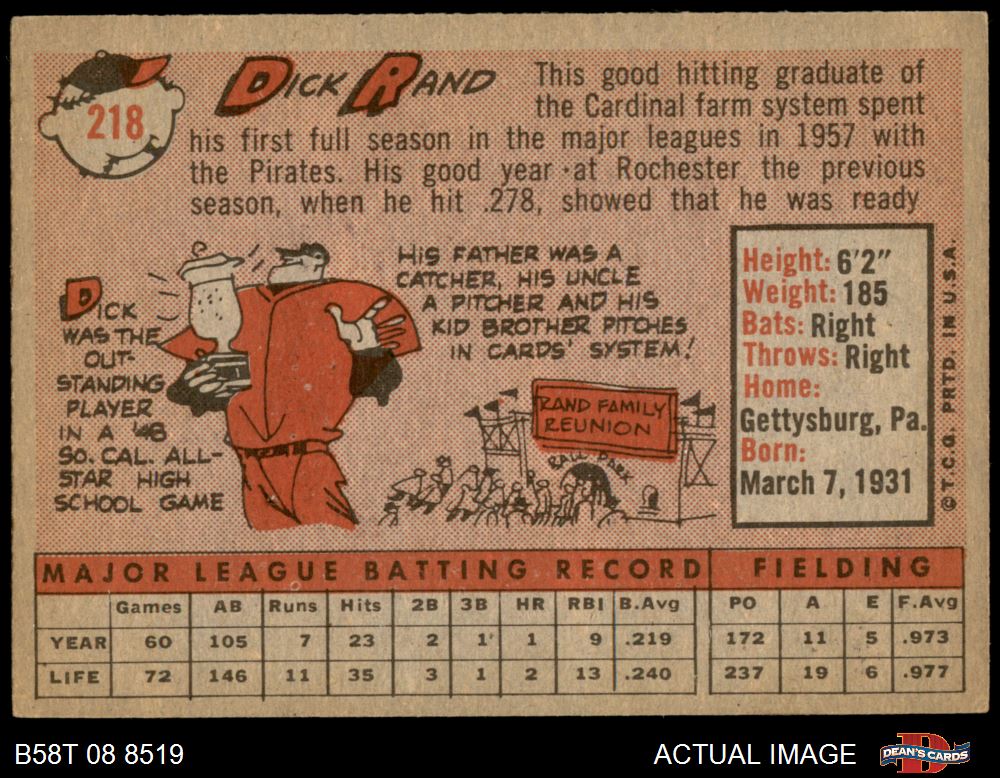 218
DICK RAND
This good hitting graduate of
the Cardinal farm system spent
his first full season in the major leagues in 1957 with
the Pirates. His good year at Rochester the previous
season, when he hit .278, showed that he was ready
DICK
WAS THE
OUT-
STANDING
PLAYER
IN A '48
SO. CAL. ALL-
STAR HIGH
SCHOOL GAME
HIS FATHER WAS A
CATCHER, HIS UNCLE
A PITCHER AND HIS
KID BROTHER PITCHES
IN CARDS' SYSTEM!
RAND FAMILY
REUNION
BALL PARK
Height: 6'2"
Weight: 185
Bats: Right
Throws: Right
Home:
Gettysburg, Pa.
Born:
March 7, 1931
© T.C.G. PRTD. IN U.S.A.
MAJOR LEAGUE BATTING RECORD FIELDING
Games AB Runs Hits 2B 3B HR RBI B.Avg PO A E F.Avg
YEAR 60 105 7 23 2 1 1 9 .219 172 11 5 .973
LIFE 72 146 11 35 3 1 2 13 .240 237 19 6 .977
B58T 08 8519 ACTUAL IMAGE DEAN'S CARDS